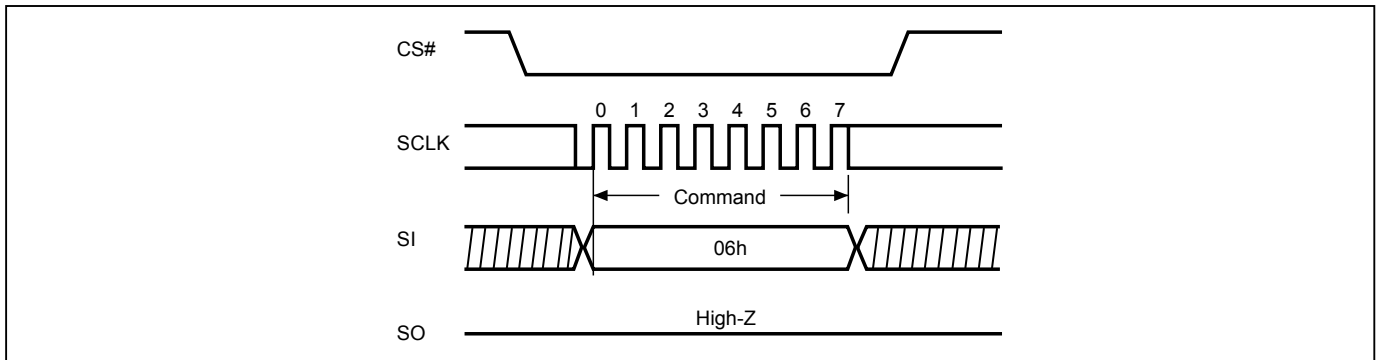 CS#
0 1 2 3 4 5 6 7
SCLK
Command
SI
06h
High-Z
SO